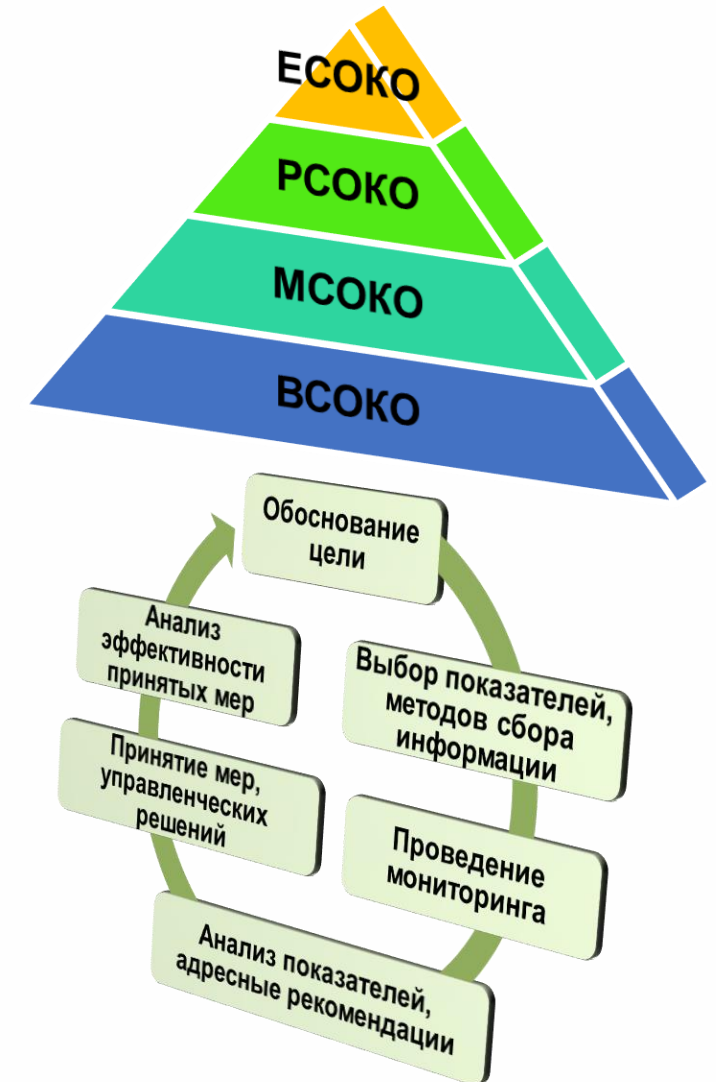 ЕСОКО
РСОКО
МСОКО
ВСОКО
Обоснование
цели
Выбор показателей,
методов сбора
информации
Проведение
мониторинга
Анализ показателей,
адресные рекомендации
Принятие мер,
управленческих
решений
Анализ
эффективности
принятых мер